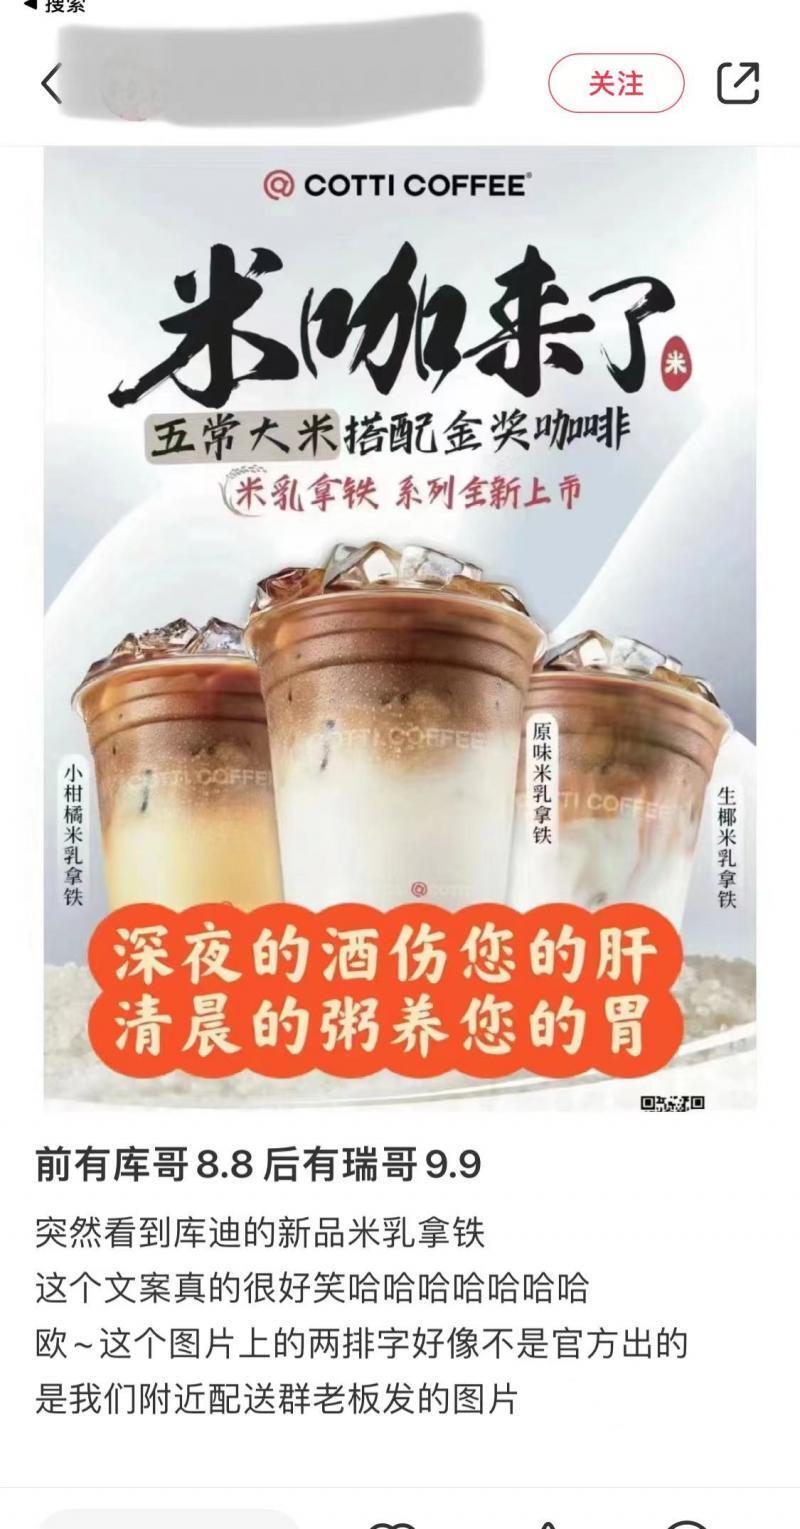 搜索
关注
COTTI COFFEE®
米咖来了
米
五常大米搭配金奖咖啡
米乳拿铁 系列全新上市
COTTI COFFEE
COTTI COFFEE
小柑橘米乳拿铁
原味米乳拿铁
生椰米乳拿铁
深夜的酒伤您的肝
清晨的粥养您的胃
前有库哥8.8 后有瑞哥9.9
突然看到库迪的新品米乳拿铁
这个文案真的很好笑哈哈哈哈哈哈哈
欧~这个图片上的两排字好像不是官方出的
是我们附近配送群老板发的图片